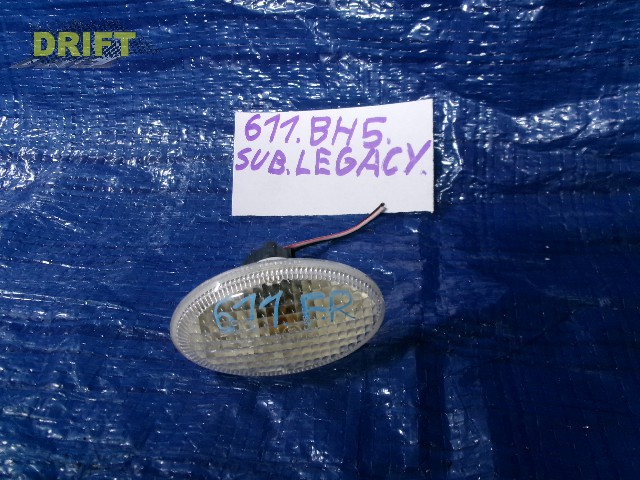 DRIFT
611.BH5.
SUB.LEGACY.
611 FR